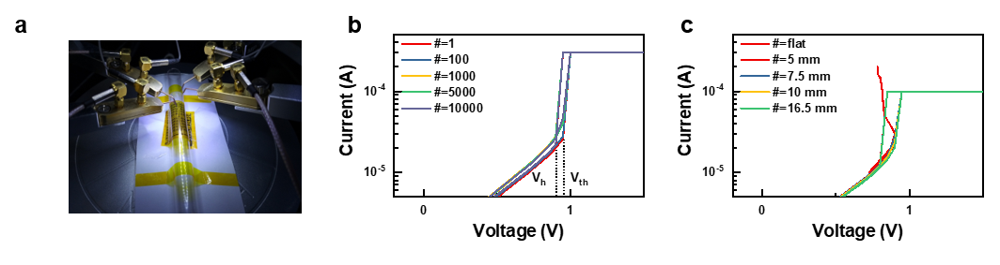 a
b
c
Current (A)
10⁻⁴
10⁻⁵
#=1
#=100
#=1000
#=5000
#=10000
Vh
Vth
0
1
Voltage (V)
Current (A)
10⁻⁴
10⁻⁵
#=flat
#=5 mm
#=7.5 mm
#=10 mm
#=16.5 mm
0
1
Voltage (V)